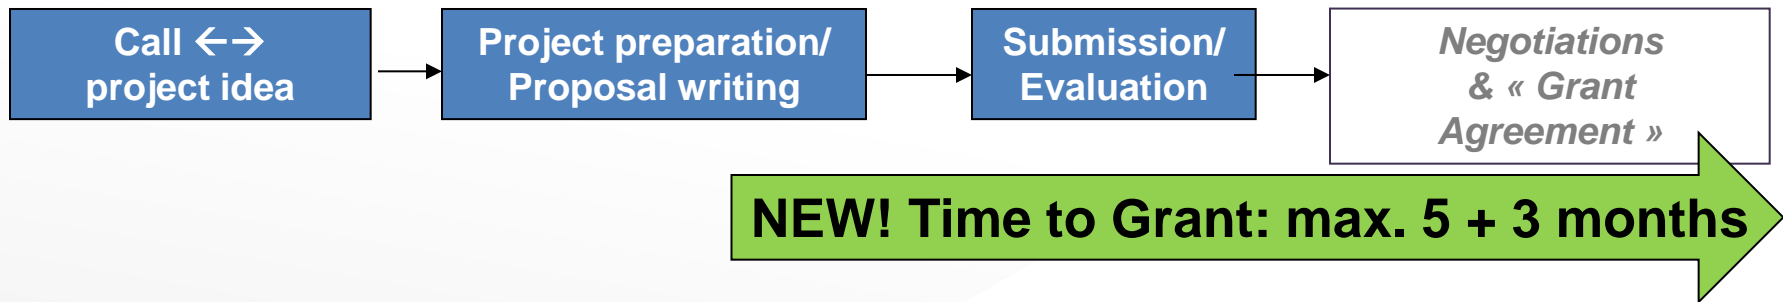 Call ←→
project idea
Project preparation/
Proposal writing
Submission/
Evaluation
Negotiations
& « Grant
Agreement »
NEW! Time to Grant: max. 5 + 3 months